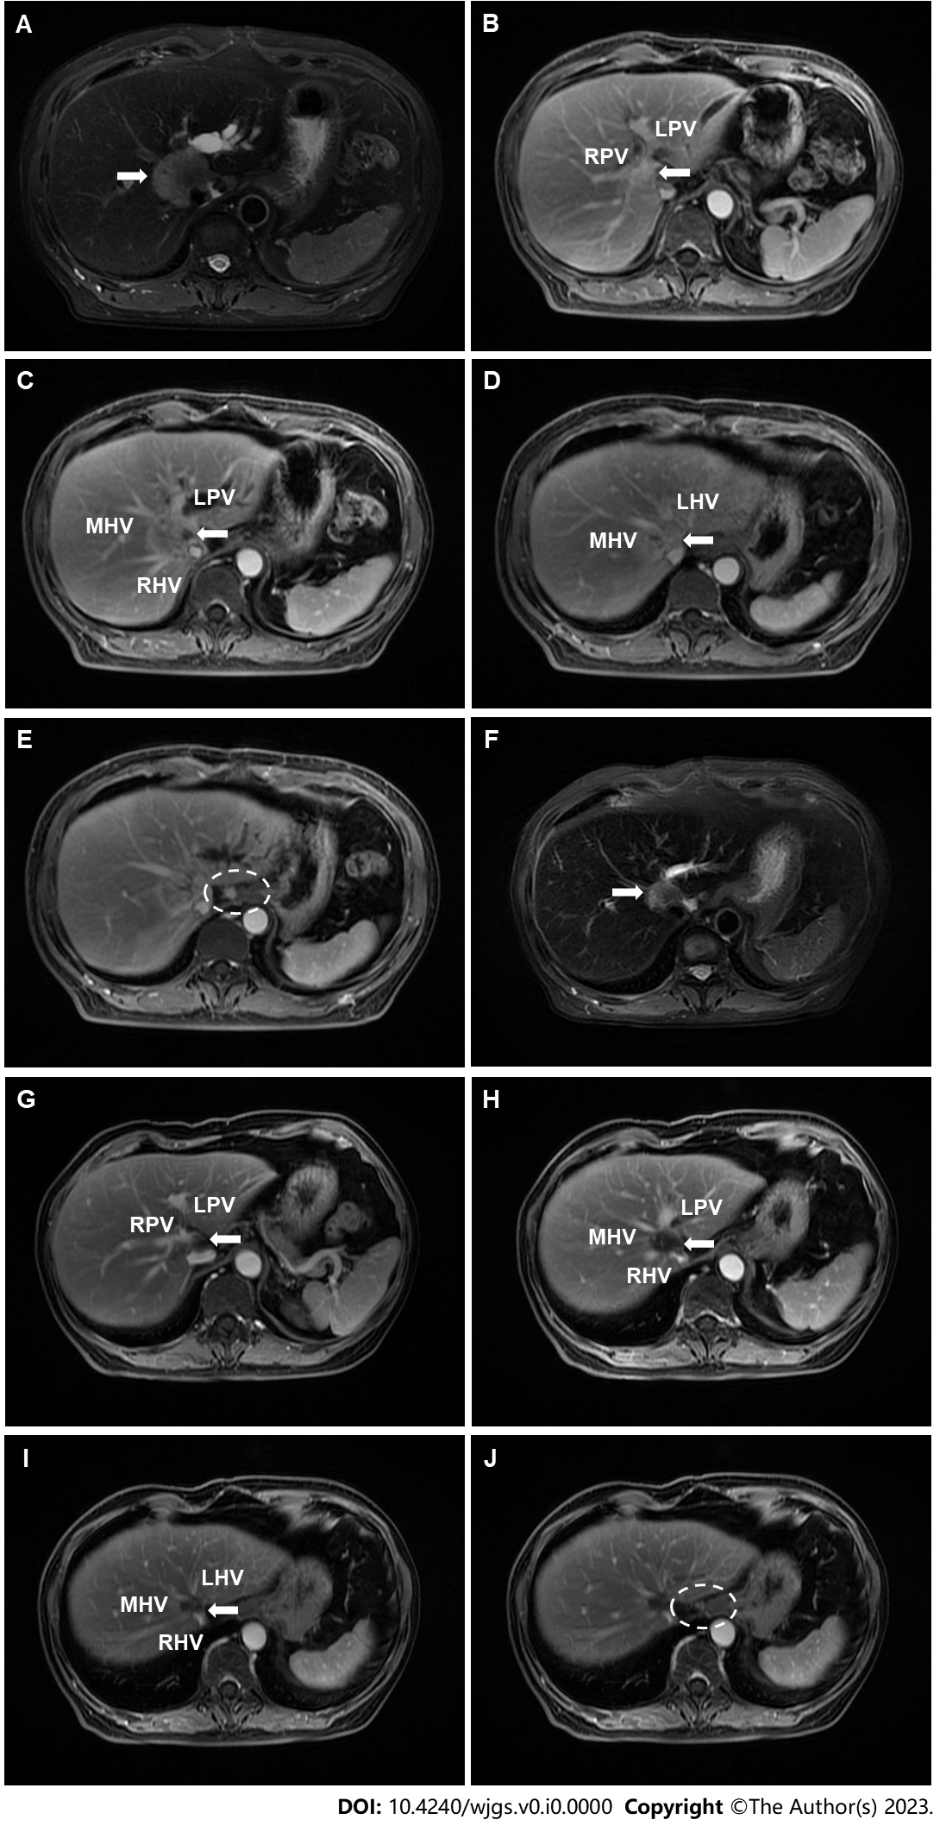 A
B
LPV
RPV
C
D
LPV
MHV
RHV
LHV
MHV
E
F
G
H
LPV
RPV
LPV
MHV
RHV
I
J
LHV
MHV
RHV
DOI: 10.4240/wjgs.v0.i0.0000 Copyright ©The Author(s) 2023.